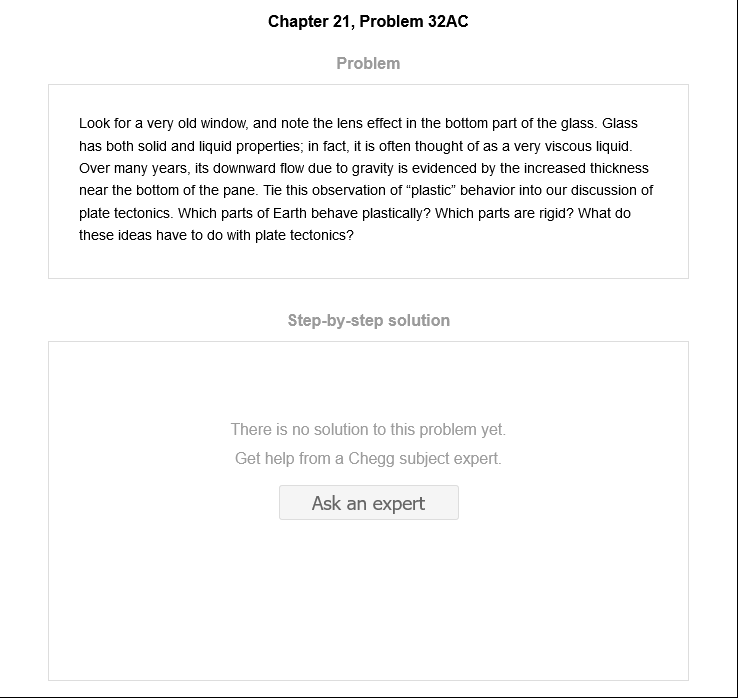 Chapter 21, Problem 32AC
Problem
Look for a very old window, and note the lens effect in the bottom part of the glass. Glass
has both solid and liquid properties; in fact, it is often thought of as a very viscous liquid.
Over many years, its downward flow due to gravity is evidenced by the increased thickness
near the bottom of the pane. Tie this observation of “plastic” behavior into our discussion of
plate tectonics. Which parts of Earth behave plastically? Which parts are rigid? What do
these ideas have to do with plate tectonics?
Step-by-step solution
There is no solution to this problem yet.
Get help from a Chegg subject expert.
Ask an expert